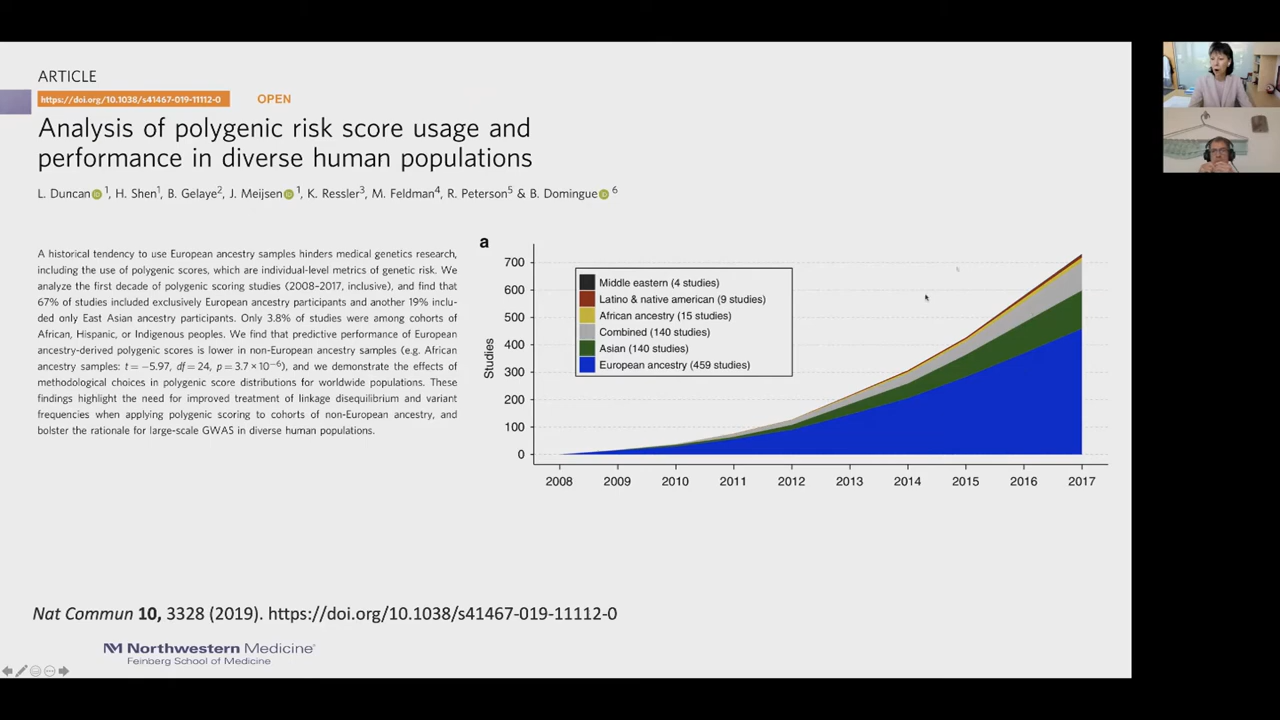 ARTICLE
https://doi.org/10.1038/s41467-019-11112-0 OPEN
Analysis of polygenic risk score usage and
performance in diverse human populations
L. Duncan 1, H. Shen1, B. Gelaye2, J. Meijsen 1, K. Ressler3, M. Feldman4, R. Peterson5 & B. Domingue 6
A historical tendency to use European ancestry samples hinders medical genetics research,
including the use of polygenic scores, which are individual-level metrics of genetic risk. We
analyze the first decade of polygenic scoring studies (2008–2017, inclusive), and find that
67% of studies included exclusively European ancestry participants and another 19% inclu-
ded only East Asian ancestry participants. Only 3.8% of studies were among cohorts of
African, Hispanic, or Indigenous peoples. We find that predictive performance of European
ancestry-derived polygenic scores is lower in non-European ancestry samples (e.g. African
ancestry samples: t = −5.97, df = 24, p = 3.7 × 10−6), and we demonstrate the effects of
methodological choices in polygenic score distributions for worldwide populations. These
findings highlight the need for improved treatment of linkage disequilibrium and variant
frequencies when applying polygenic scoring to cohorts of non-European ancestry, and
bolster the rationale for large-scale GWAS in diverse human populations.
a
Studies
700
600
500
400
300
200
100
0
Middle eastern (4 studies)
Latino & native american (9 studies)
African ancestry (15 studies)
Combined (140 studies)
Asian (140 studies)
European ancestry (459 studies)
2008 2009 2010 2011 2012 2013 2014 2015 2016 2017
Nat Commun 10, 3328 (2019). https://doi.org/10.1038/s41467-019-11112-0
Northwestern Medicine®
Feinberg School of Medicine